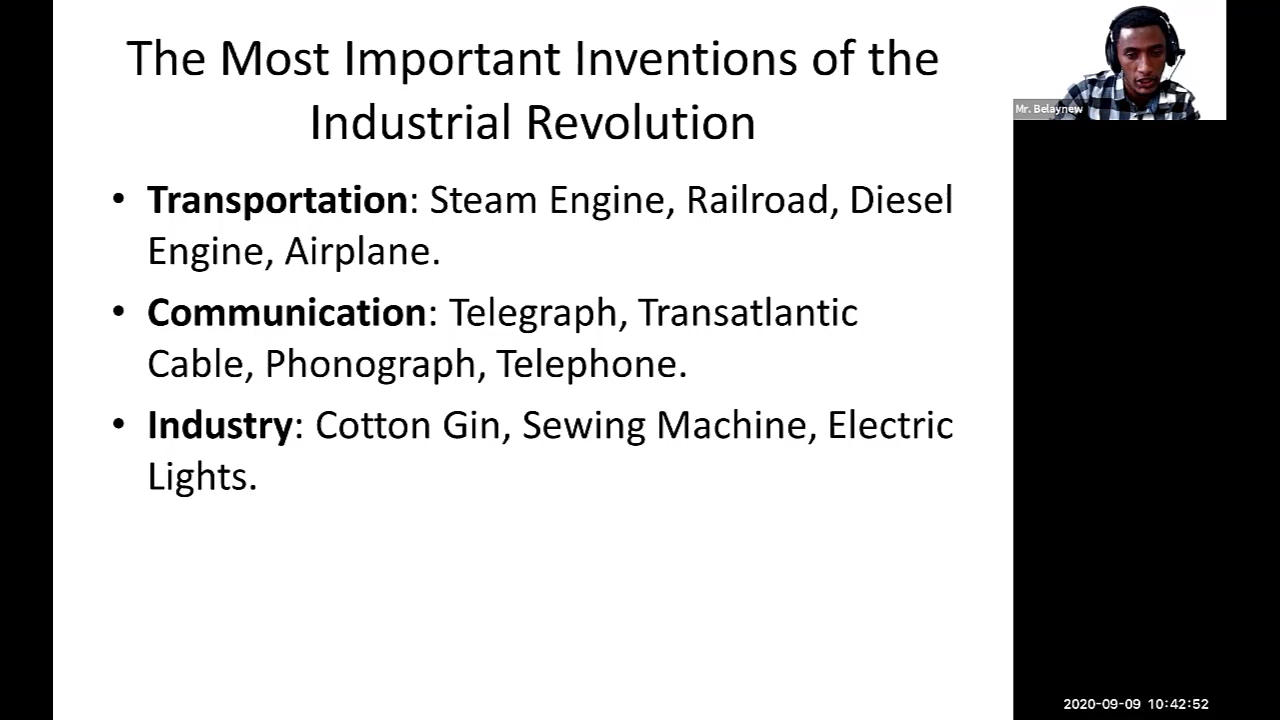 The Most Important Inventions of the
Industrial Revolution
• Transportation: Steam Engine, Railroad, Diesel
Engine, Airplane.
• Communication: Telegraph, Transatlantic
Cable, Phonograph, Telephone.
• Industry: Cotton Gin, Sewing Machine, Electric
Lights.
Mr. Belaynew
2020-09-09 10:42:52